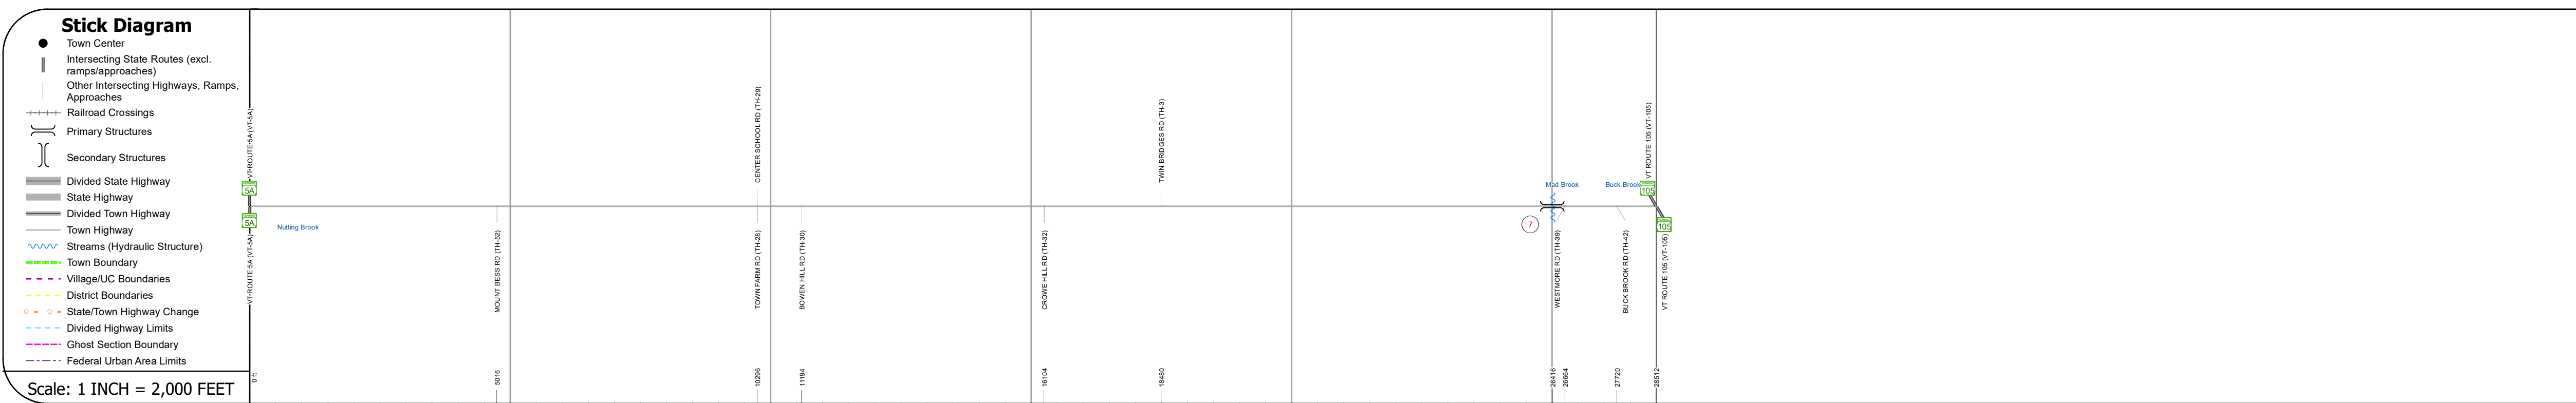 Stick Diagram
Town Center
Intersecting State Routes (excl.
ramps/approaches)
Other Intersecting Highways, Ramps,
Approaches
Railroad Crossings
Primary Structures
Secondary Structures
Divided State Highway
State Highway
Divided Town Highway
Town Highway
Streams (Hydraulic Structure)
Town Boundary
Village/UC Boundaries
District Boundaries
State/Town Highway Change
Divided Highway Limits
Ghost Section Boundary
Federal Urban Area Limits
Scale: 1 INCH = 2,000 FEET
VT-ROUTE:5A (VT-5A)
5A
5A
VT-ROUTE:5A (VT-5A)
0 ft
Nutting Brook
MOUNT BESS RD (TH-52)
5016
CENTER SCHOOL RD (TH-29)
TOWN FARM RD (TH-28)
10296
BOWEN HILL RD (TH-30)
11194
CROWE HILL RD (TH-32)
16104
TWIN BRIDGES RD (TH-3)
18480
7
Mad Brook
WESTMORE RD (TH-39)
26416
26664
Buck Brook
BUCK BROOK RD (TH-42)
27720
VT ROUTE 105 (VT-105)
105
105
VT ROUTE 105 (VT-105)
28512